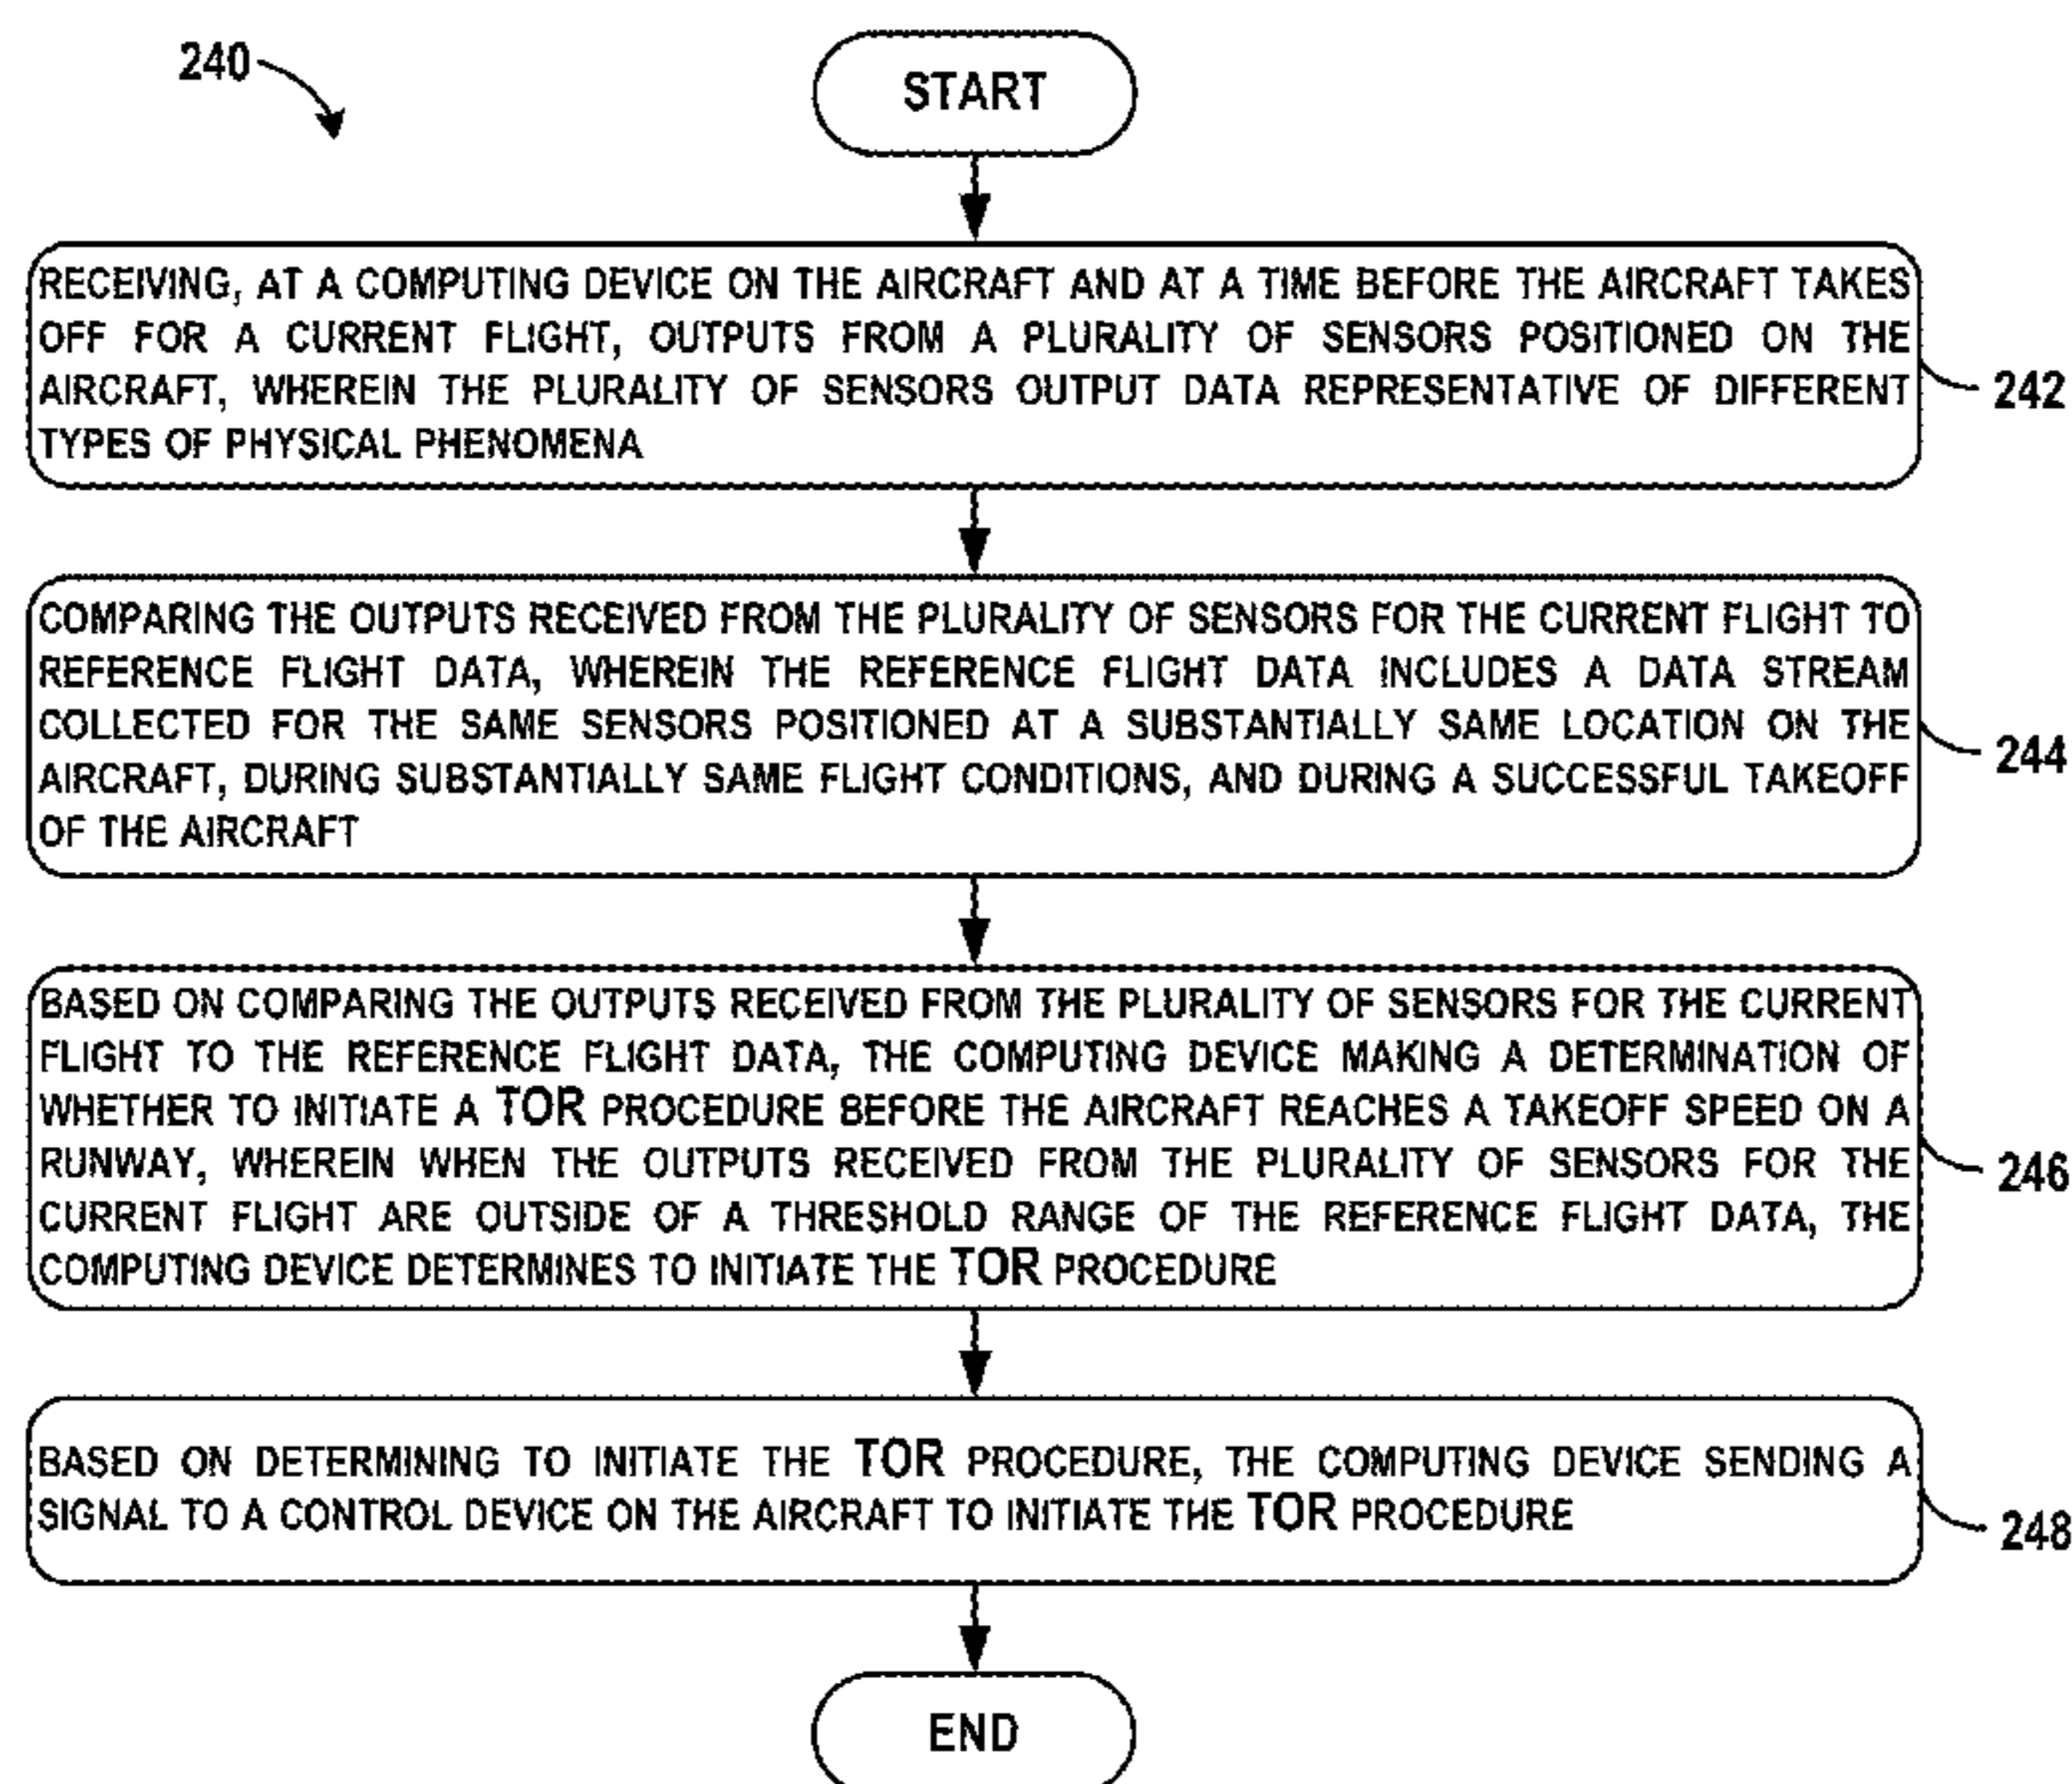 240
START
RECEIVING, AT A COMPUTING DEVICE ON THE AIRCRAFT AND AT A TIME BEFORE THE AIRCRAFT TAKES
OFF FOR A CURRENT FLIGHT, OUTPUTS FROM A PLURALITY OF SENSORS POSITIONED ON THE
AIRCRAFT, WHEREIN THE PLURALITY OF SENSORS OUTPUT DATA REPRESENTATIVE OF DIFFERENT
TYPES OF PHYSICAL PHENOMENA
242
COMPARING THE OUTPUTS RECEIVED FROM THE PLURALITY OF SENSORS FOR THE CURRENT FLIGHT TO
REFERENCE FLIGHT DATA, WHEREIN THE REFERENCE FLIGHT DATA INCLUDES A DATA STREAM
COLLECTED FOR THE SAME SENSORS POSITIONED AT A SUBSTANTIALLY SAME LOCATION ON THE
AIRCRAFT, DURING SUBSTANTIALLY SAME FLIGHT CONDITIONS, AND DURING A SUCCESSFUL TAKEOFF
OF THE AIRCRAFT
244
BASED ON COMPARING THE OUTPUTS RECEIVED FROM THE PLURALITY OF SENSORS FOR THE CURRENT
FLIGHT TO THE REFERENCE FLIGHT DATA, THE COMPUTING DEVICE MAKING A DETERMINATION OF
WHETHER TO INITIATE A TOR PROCEDURE BEFORE THE AIRCRAFT REACHES A TAKEOFF SPEED ON A
RUNWAY, WHEREIN WHEN THE OUTPUTS RECEIVED FROM THE PLURALITY OF SENSORS FOR THE
CURRENT FLIGHT ARE OUTSIDE OF A THRESHOLD RANGE OF THE REFERENCE FLIGHT DATA, THE
COMPUTING DEVICE DETERMINES TO INITIATE THE TOR PROCEDURE
246
BASED ON DETERMINING TO INITIATE THE TOR PROCEDURE, THE COMPUTING DEVICE SENDING A
SIGNAL TO A CONTROL DEVICE ON THE AIRCRAFT TO INITIATE THE TOR PROCEDURE
248
END